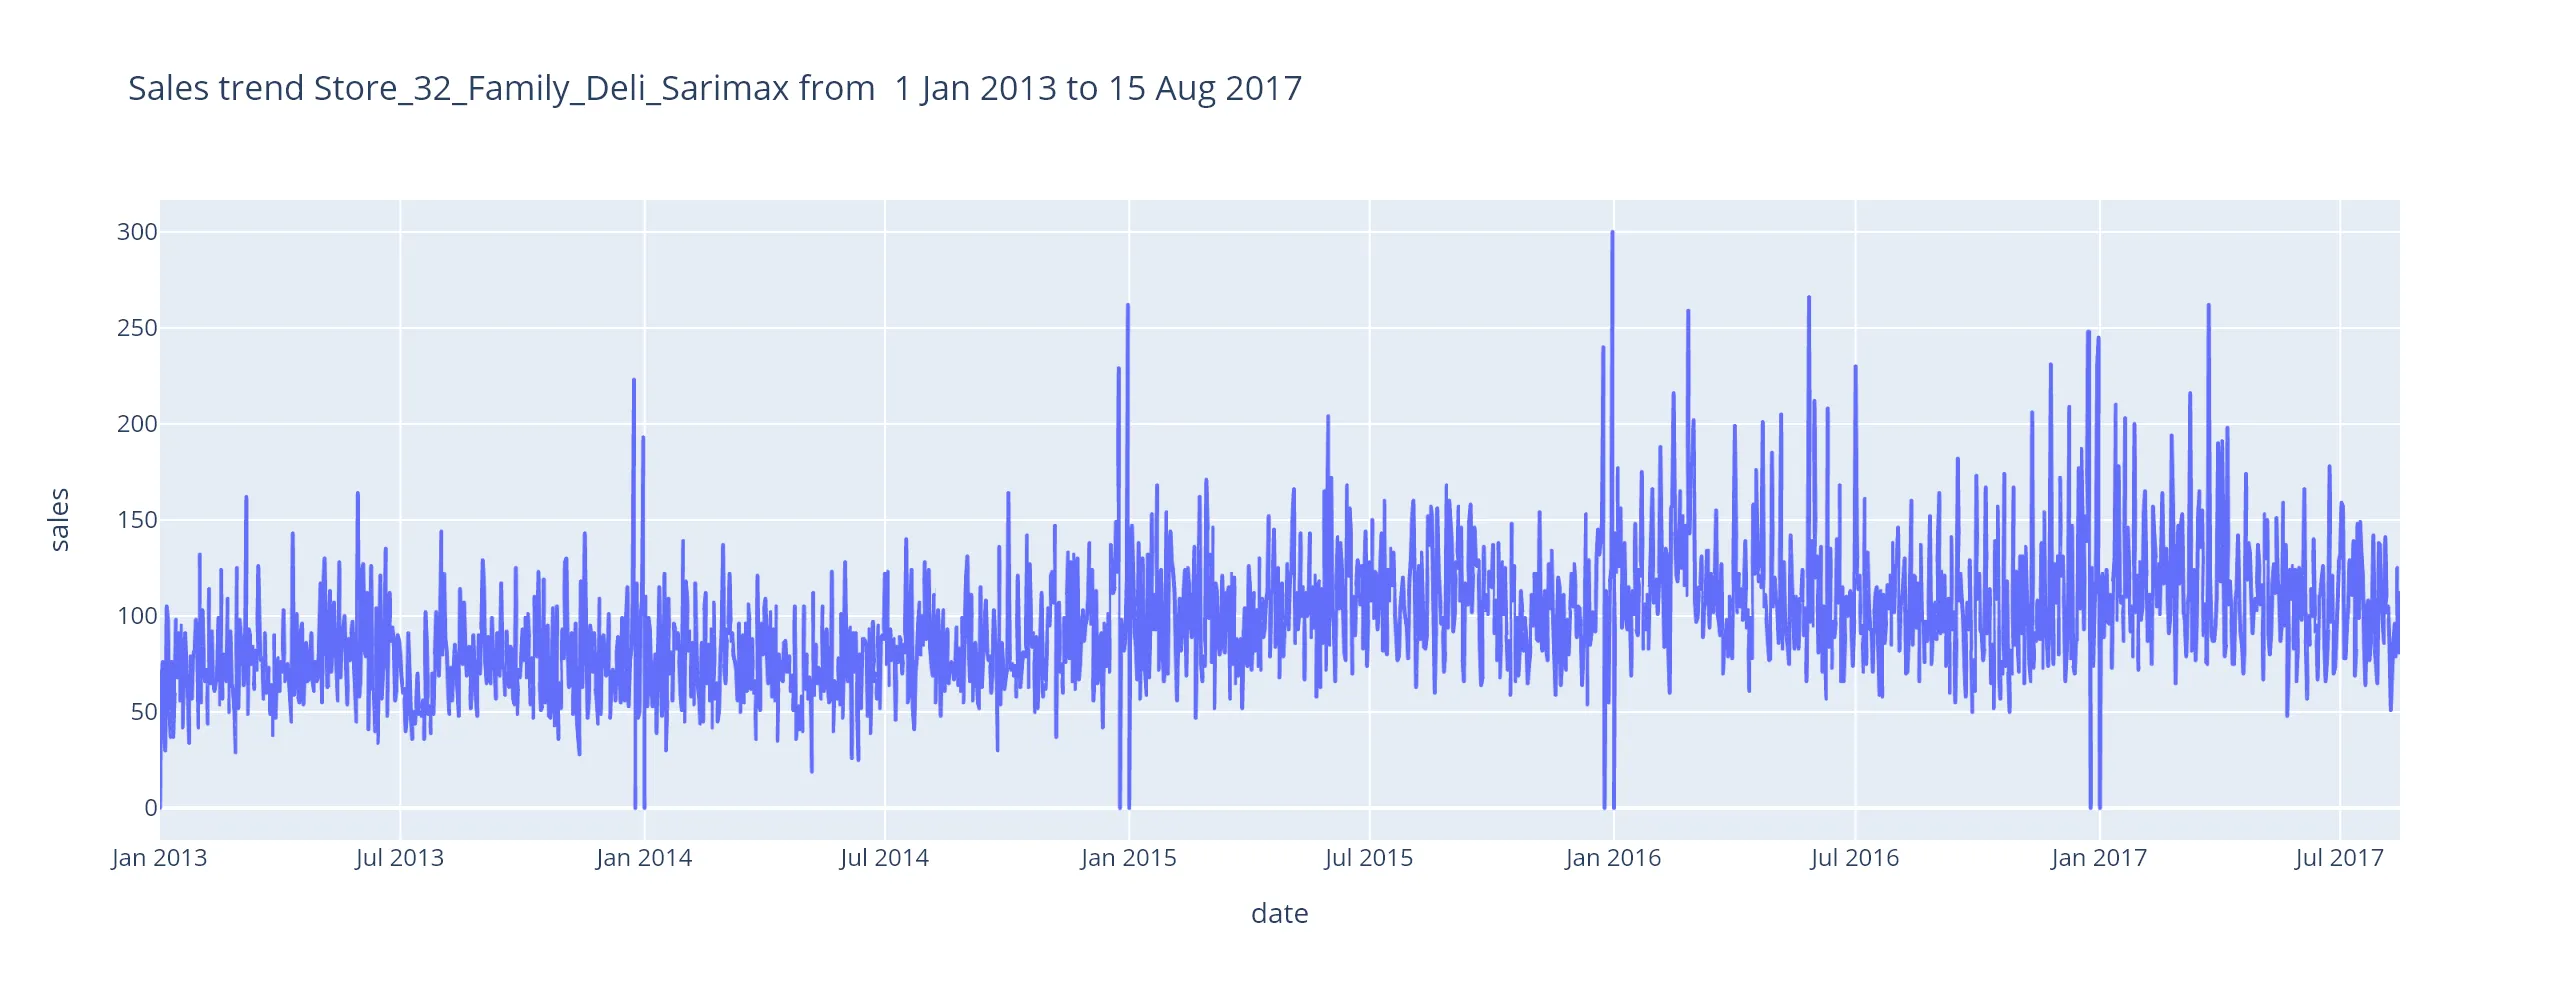 Sales trend Store_32_Family_Deli_Sarimax from  1 Jan 2013 to 15 Aug 2017
300
250
200
150
100
50
0
sales
Jan 2013 Jul 2013 Jan 2014 Jul 2014 Jan 2015 Jul 2015 Jan 2016 Jul 2016 Jan 2017 Jul 2017
date